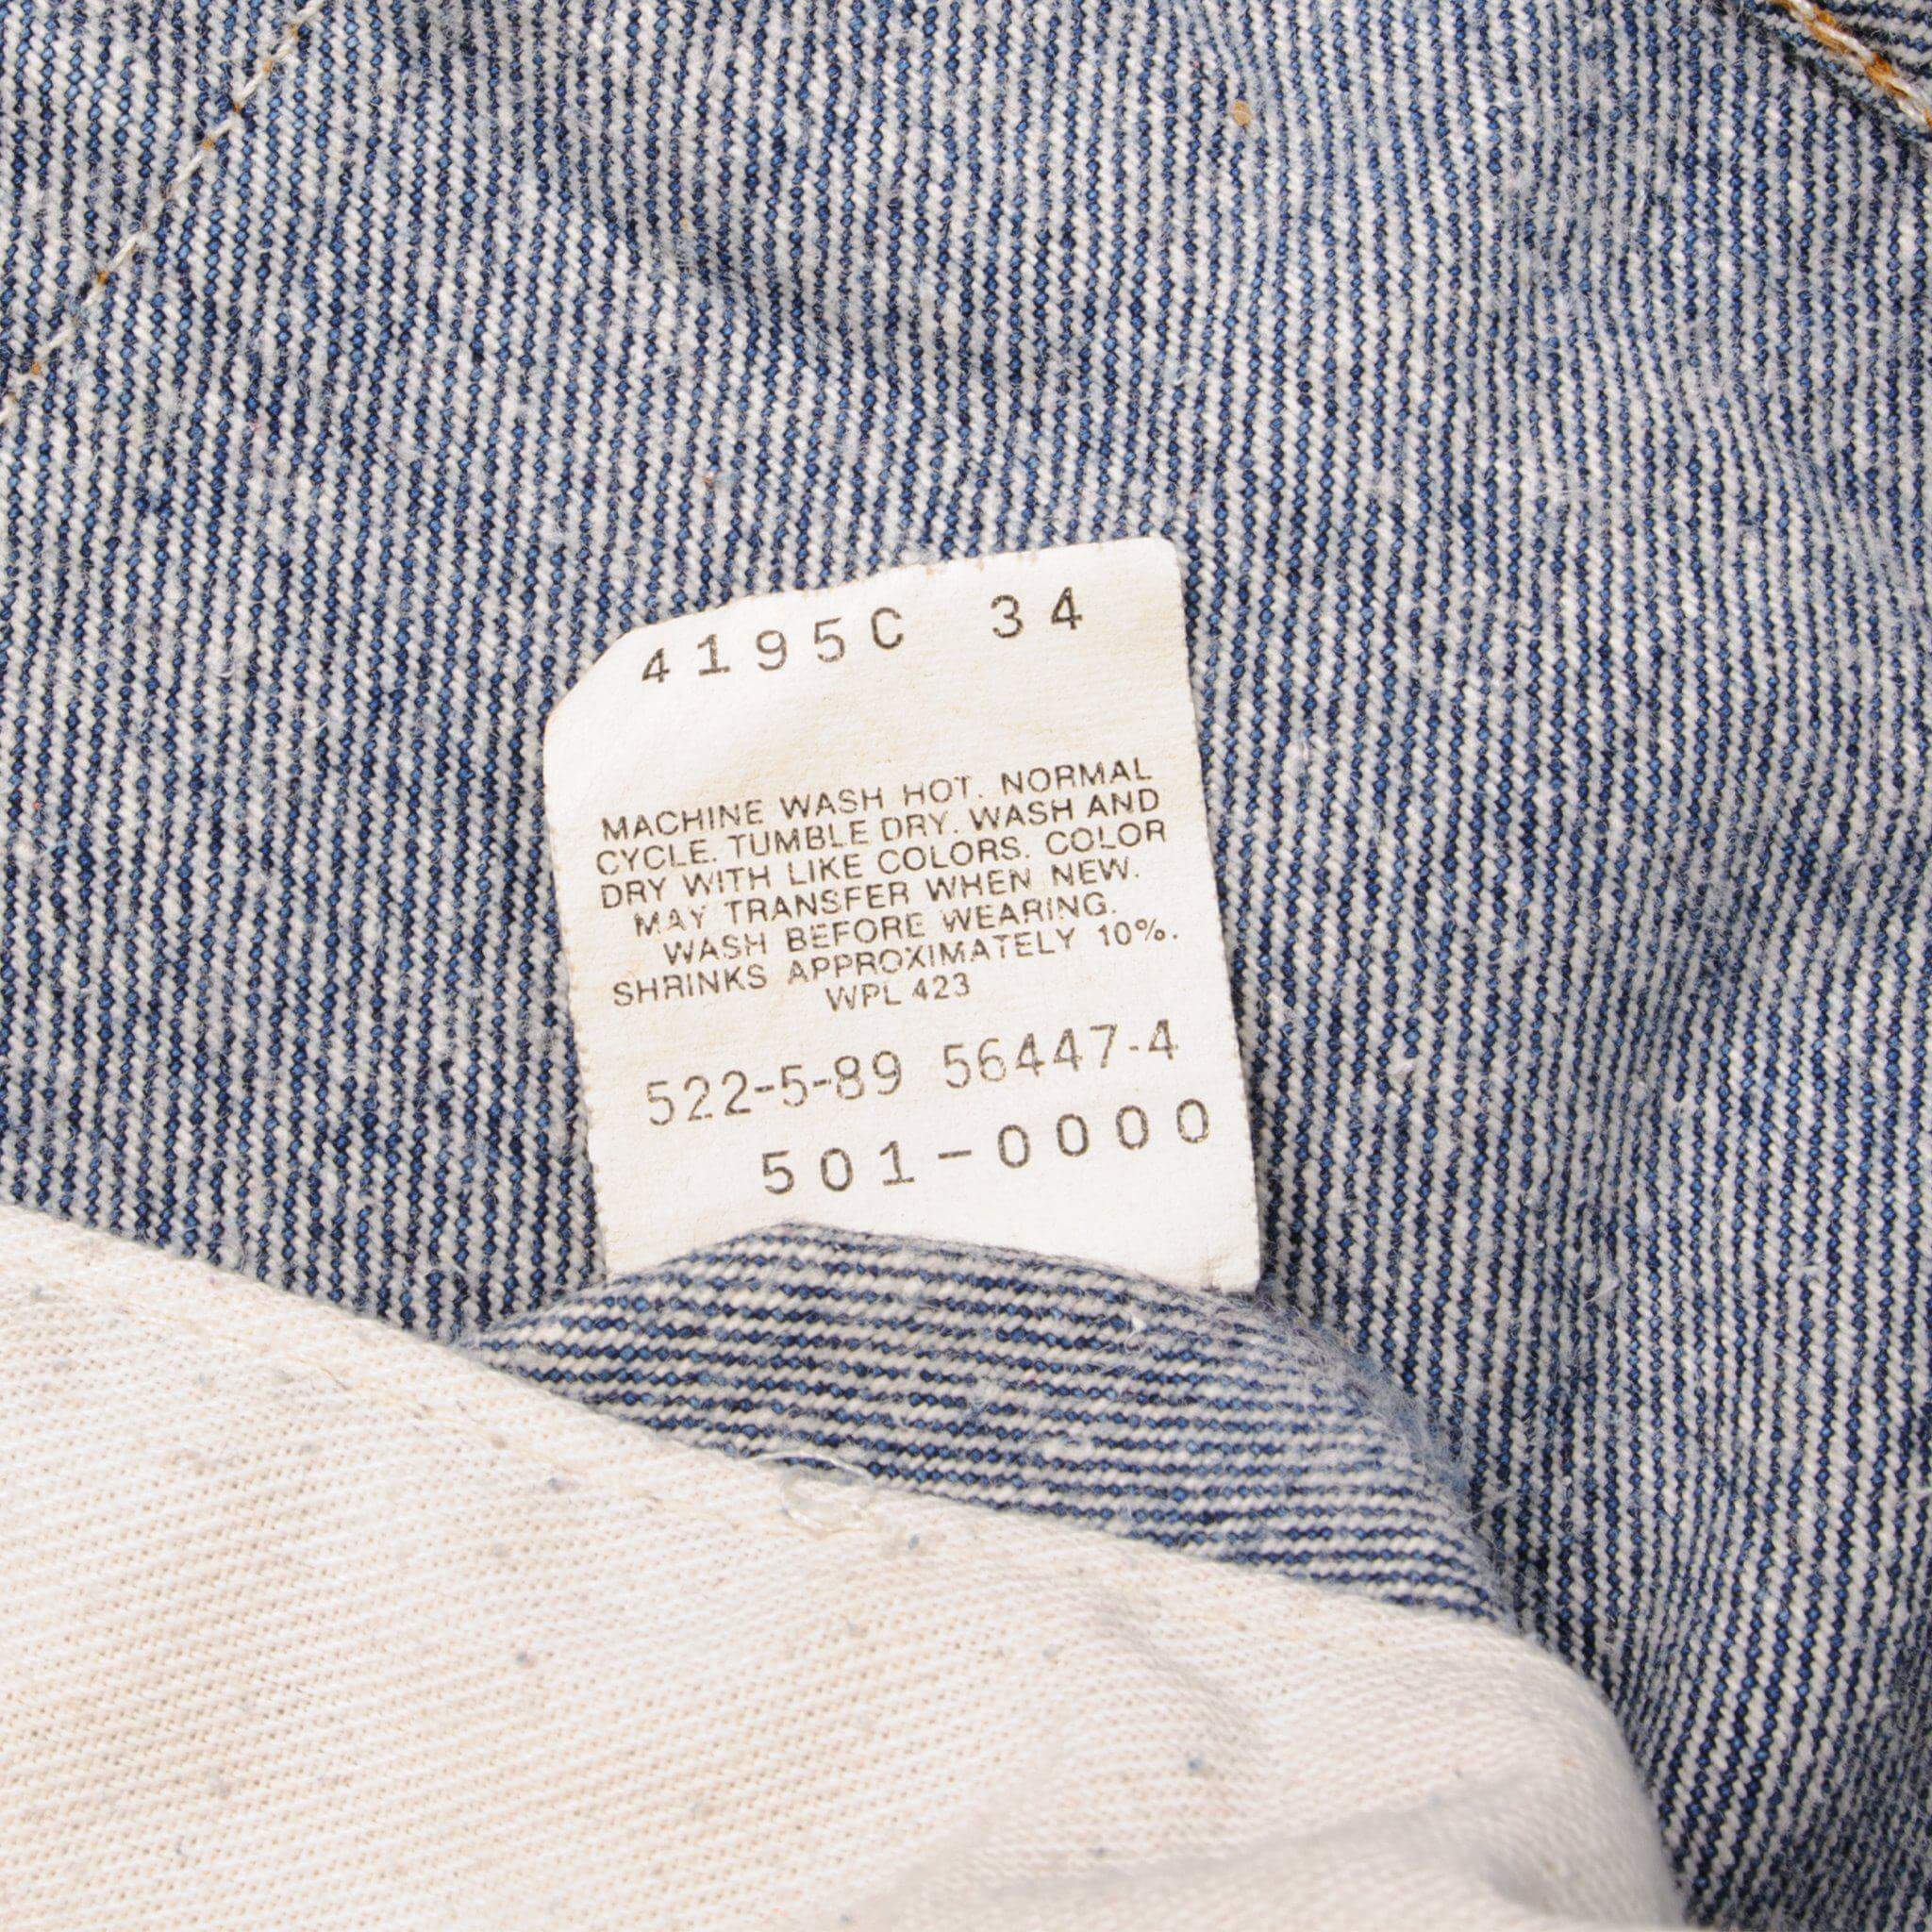 4195C 34
MACHINE WASH HOT. NORMAL
CYCLE. TUMBLE DRY. WASH AND
DRY WITH LIKE COLORS. COLOR
MAY TRANSFER WHEN NEW.
WASH BEFORE WEARING.
SHRINKS APPROXIMATELY 10%.
WPL 423
522-5-89 56447-4
501-0000